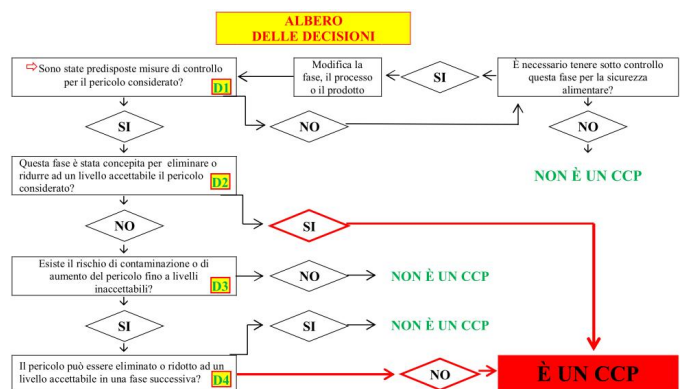 ALBERO
DELLE DECISIONI
⇨Sono state predisposte misure di controllo
per il pericolo considerato?
D1
Modifica la
fase, il processo
o il prodotto
SI
È necessario tenere sotto controllo
questa fase per la sicurezza
alimentare?
SI
NO
NO
NON È UN CCP
Questa fase è stata concepita per eliminare o
ridurre ad un livello accettabile il pericolo
considerato?
D2
NO
SI
Esiste il rischio di contaminazione o di
aumento del pericolo fino a livelli
inaccettabili?
D3
NO
NON È UN CCP
SI
SI
NON È UN CCP
Il pericolo può essere eliminato o ridotto ad un
livello accettabile in una fase successiva?
D4
NO
È UN CCP